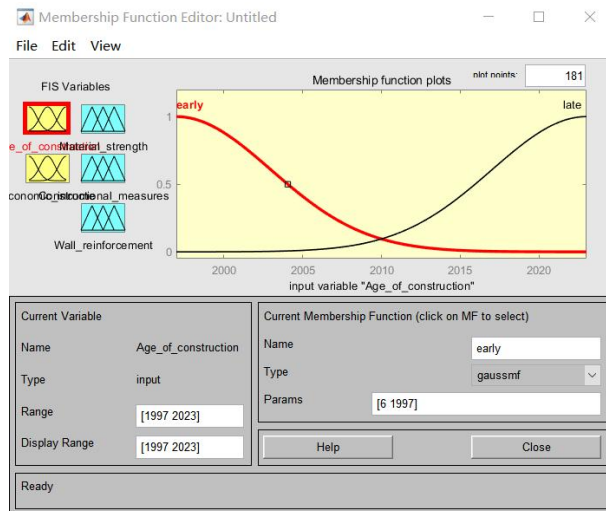 Membership Function Editor: Untitled
File Edit View
FIS Variables
Membership function plots
plot points:
181
early
late
1
0.5
0
Material_strength
Constructional_measures
Wall_reinforcement
2000 2005 2010 2015 2020
input variable "Age_of_construction"
Current Variable
Name Age_of_construction
Type input
Range [1997 2023]
Display Range [1997 2023]
Current Membership Function (click on MF to select)
Name early
Type gaussmf
Params [6 1997]
Help Close
Ready